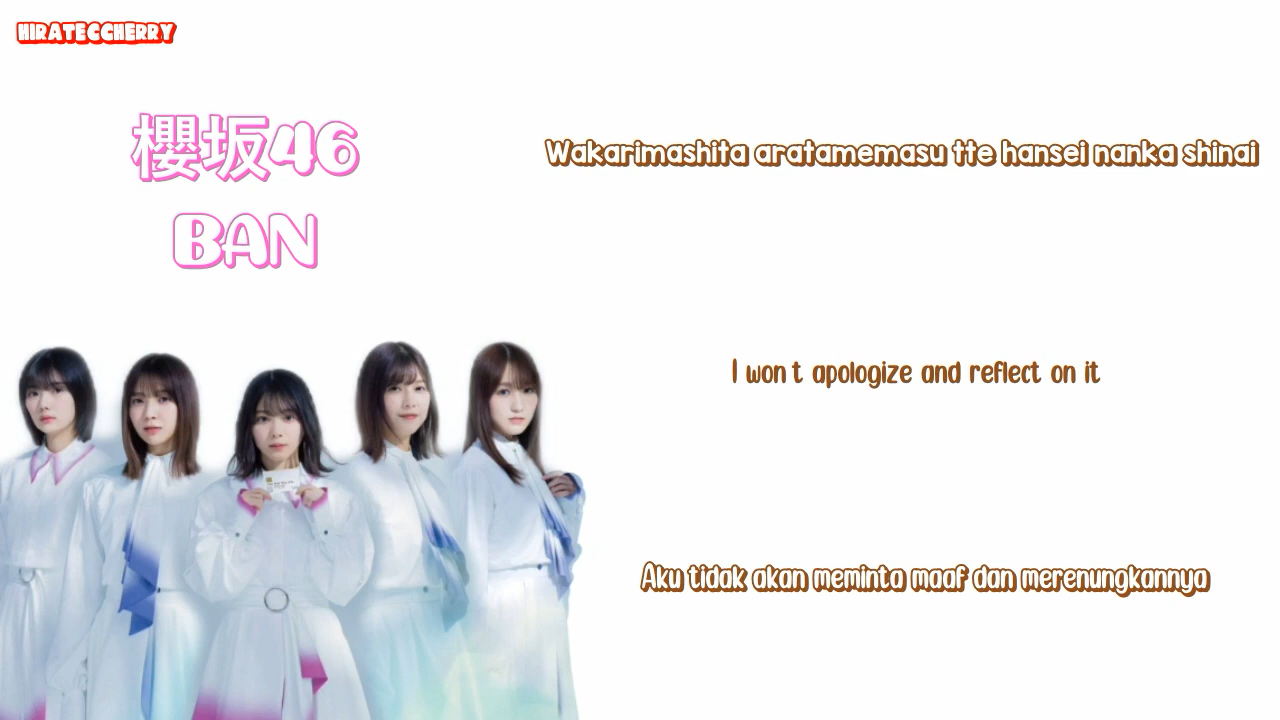 HIRATECCHERRY
櫻坂46
BAN
Wakarimashita aratamemasu tte hansei nanka shinai
I won t apologize and reflect on it
Aku tidak akan meminta maaf dan merenungkannya